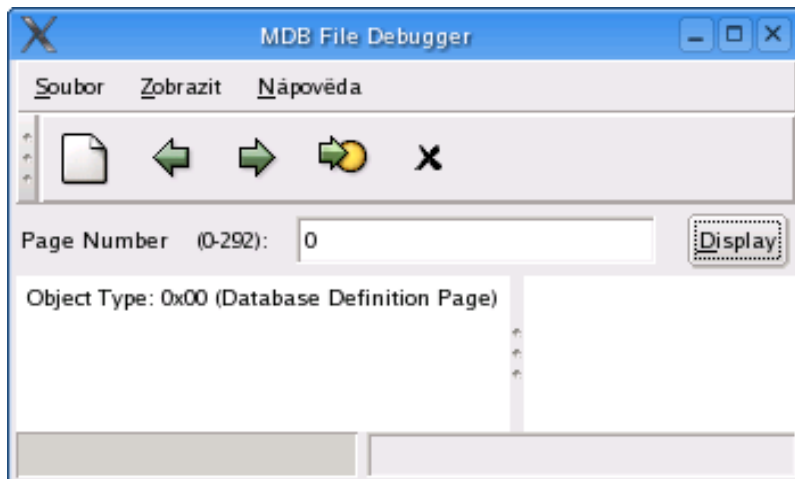 MDB File Debugger
Soubor Zobrazit Nápověda
Page Number (0-292): 0 Display
Object Type: 0x00 (Database Definition Page)